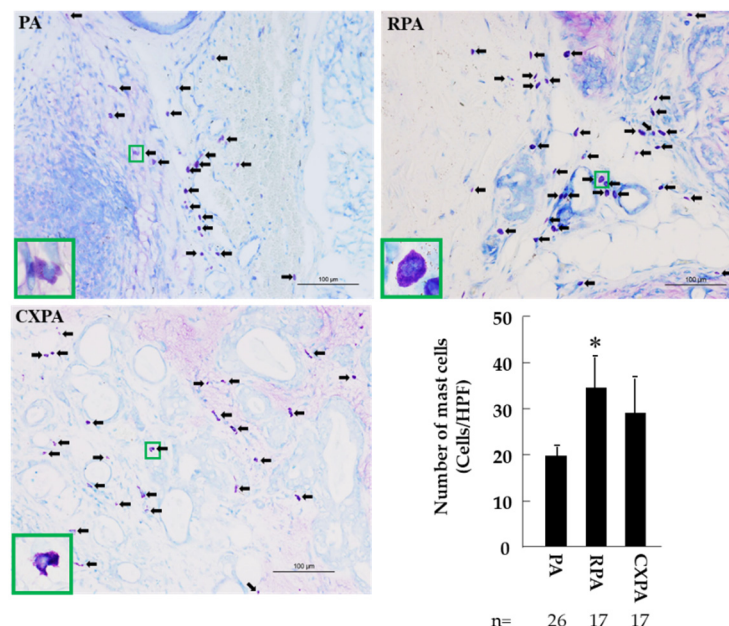 PA
100 μm
RPA
100 μm
CXPA
100 μm
Number of mast cells
(Cells/HPF)
50
40
30
20
10
0
*
PA
RPA
CXPA
n= 26 17 17